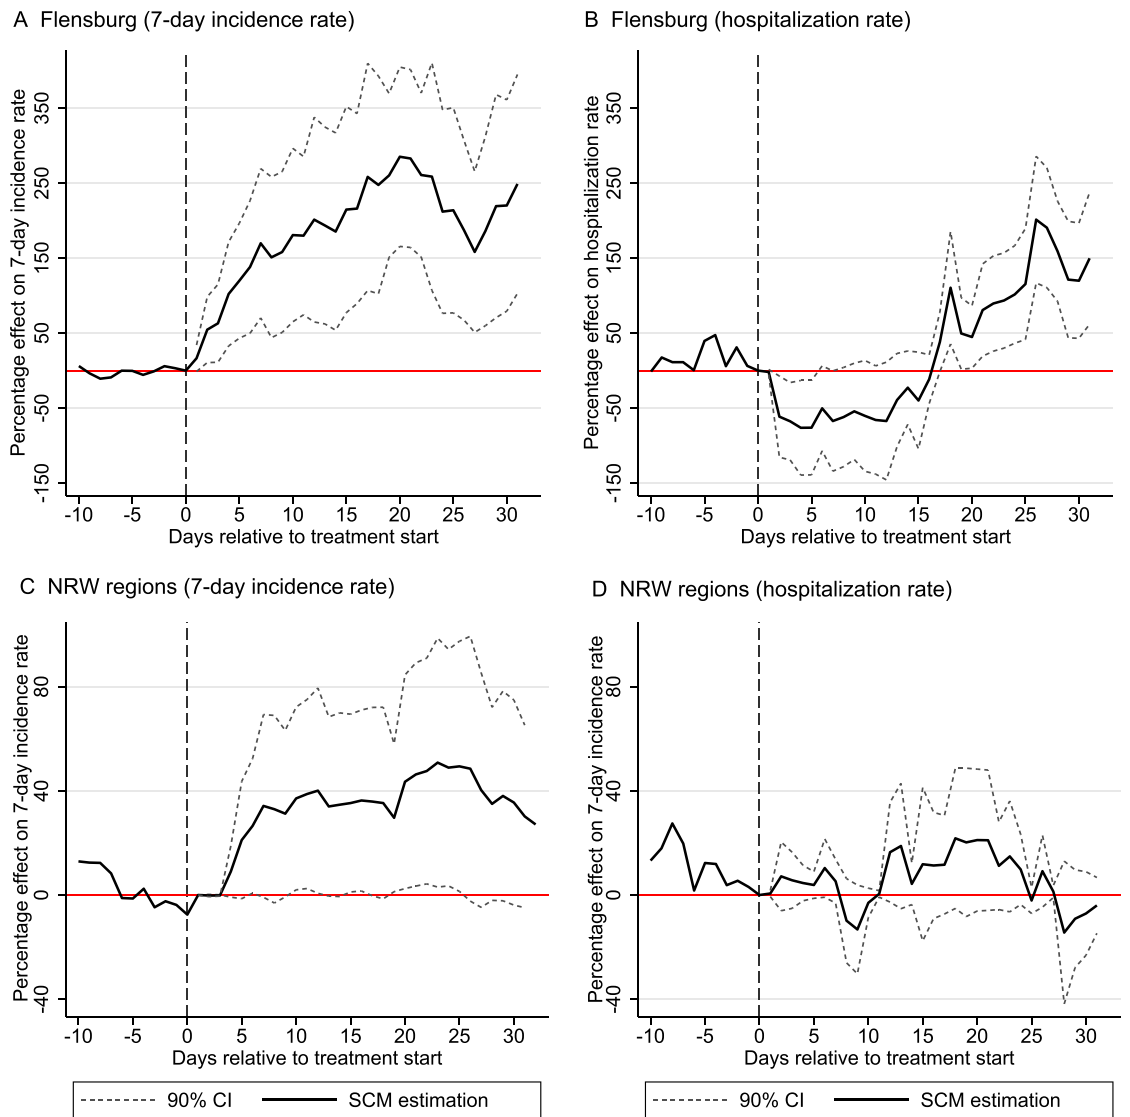 A Flensburg (7-day incidence rate)
Percentage effect on 7-day incidence rate
350
250
150
50
-50
-150
-10 -5 0 5 10 15 20 25 30
Days relative to treatment start
B Flensburg (hospitalization rate)
Percentage effect on hospitalization rate
350
250
150
50
-50
-150
-10 -5 0 5 10 15 20 25 30
Days relative to treatment start
C NRW regions (7-day incidence rate)
Percentage effect on 7-day incidence rate
80
40
0
-40
-10 -5 0 5 10 15 20 25 30
Days relative to treatment start
90% CI SCM estimation
D NRW regions (hospitalization rate)
Percentage effect on 7-day incidence rate
80
40
0
-40
-10 -5 0 5 10 15 20 25 30
Days relative to treatment start
90% CI SCM estimation